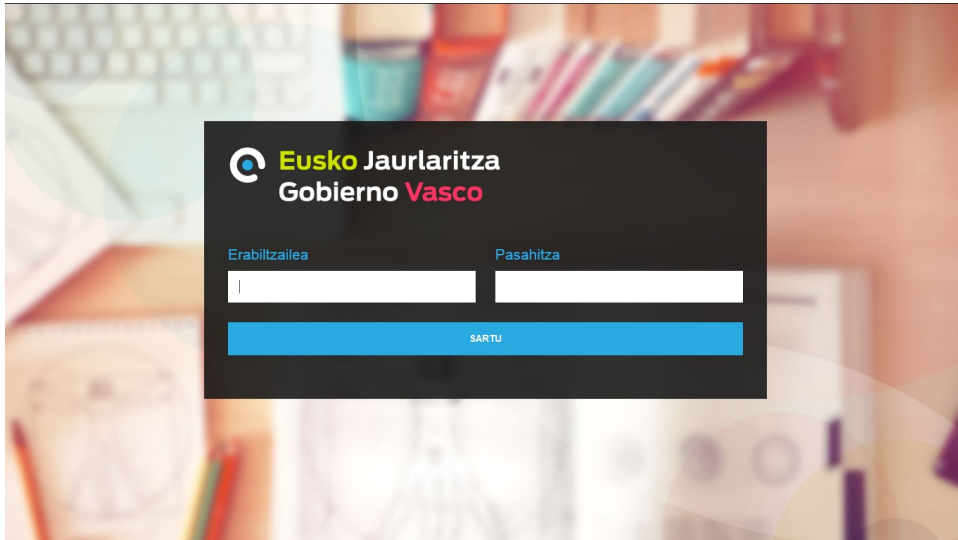 Eusko Jaurlaritza
Gobierno Vasco
Erabiltzailea
Pasahitza
SARTU